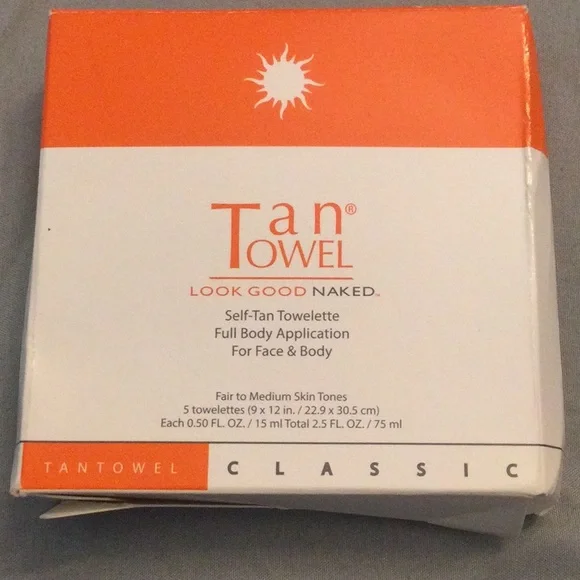 Tan®
TOWEL
LOOK GOOD NAKED™
Self-Tan Towelette
Full Body Application
For Face & Body
Fair to Medium Skin Tones
5 towelettes (9 x 12 in. / 22.9 x 30.5 cm)
Each 0.50 FL. OZ. / 15 ml Total 2.5 FL. OZ. / 75 ml
TANTOWEL CLASSIC